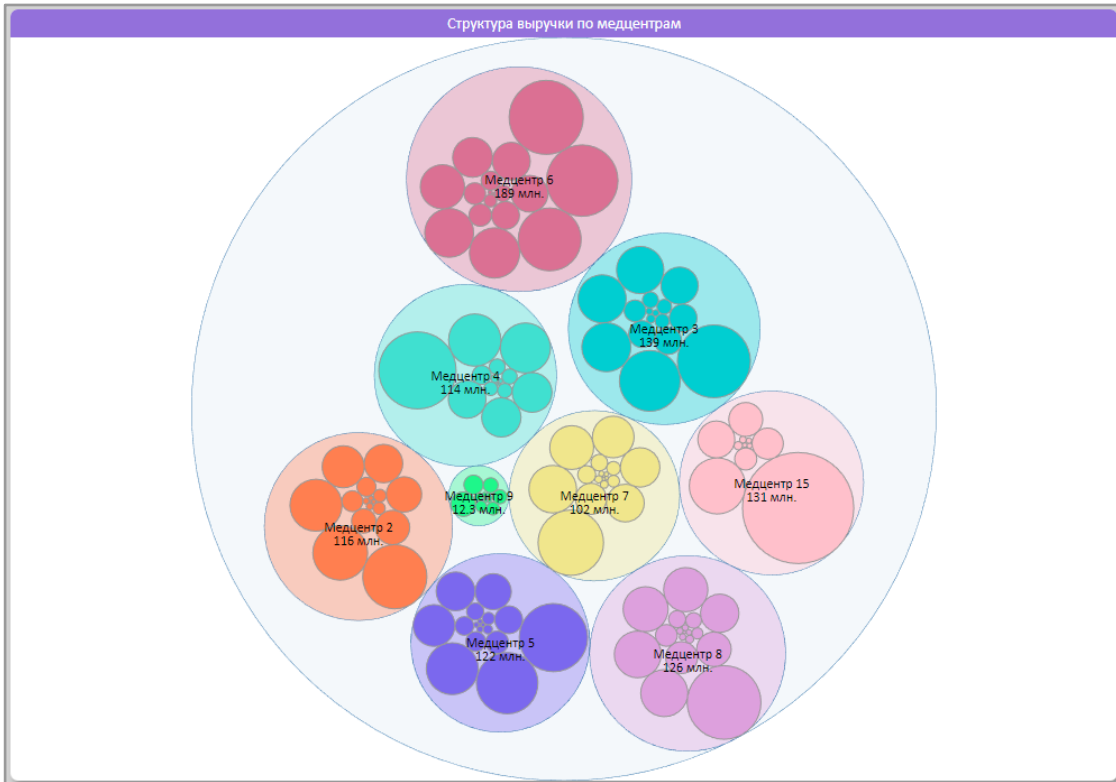 Структура выручки по медцентрам
Медцентр 6
189 млн.
Медцентр 3
139 млн.
Медцентр 4
114 млн.
Медцентр 15
131 млн.
Медцентр 9
12.3 млн.
Медцентр 7
102 млн.
Медцентр 2
116 млн.
Медцентр 5
122 млн.
Медцентр 8
126 млн.